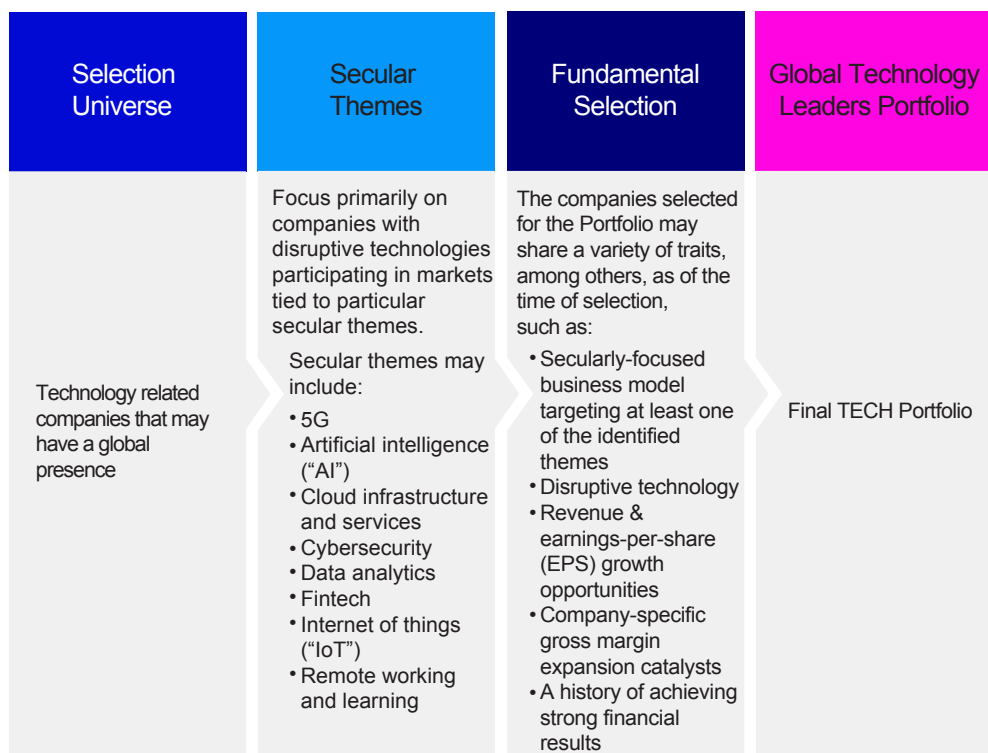 Selection
Universe
Technology related
companies that may
have a global
presence
Secular
Themes
Focus primarily on
companies with
disruptive technologies
participating in markets
tied to particular
secular themes.
Secular themes may
include:
• 5G
• Artificial intelligence
(“AI”)
• Cloud infrastructure
and services
• Cybersecurity
• Data analytics
• Fintech
• Internet of things
(“IoT”)
• Remote working
and learning
Fundamental
Selection
The companies selected
for the Portfolio may
share a variety of traits,
among others, as of the
time of selection,
such as:
• Secularly-focused
business model
targeting at least one
of the identified
themes
• Disruptive technology
• Revenue &
earnings-per-share
(EPS) growth
opportunities
• Company-specific
gross margin
expansion catalysts
• A history of achieving
strong financial
results
Global Technology
Leaders Portfolio
Final TECH Portfolio